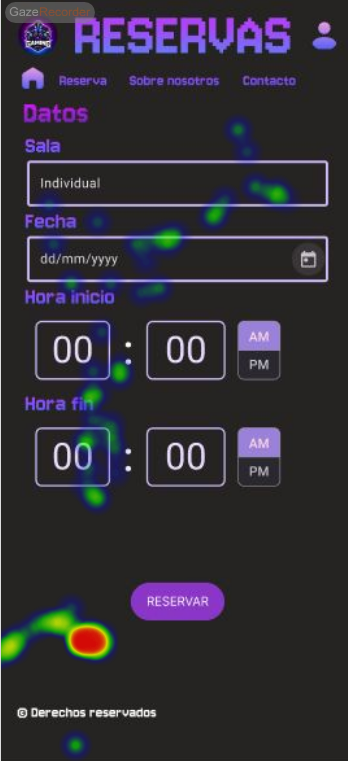 GazeRecorder
GAMING
RESERVAS
Reserva Sobre nosotros Contacto
Datos
Sala
Individual
Fecha
dd/mm/yyyy
Hora inicio
00 : 00 AM
PM
Hora fin
00 : 00 AM
PM
RESERVAR
© Derechos reservados